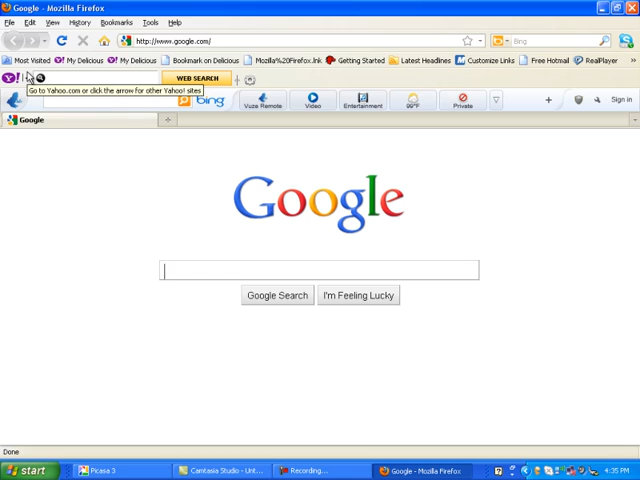 Google - Mozilla Firefox
File Edit View History Bookmarks Tools Help
http://www.google.com/ Bing
Most Visited My Delicious My Delicious Bookmark on Delicious Mozilla%20Firefox.lnk Getting Started Latest Headlines Customize Links RealPlayer
Y! WEB SEARCH
Go to Yahoo.com or click the arrow for other Yahoo! sites
bing Vuze Remote Video Entertainment 99°F Private Sign in
Google
Google
Google Search I'm Feeling Lucky
Done
start Picasa 3 Camtasia Studio - Unt... Recording... Google - Mozilla Firefox 4:35 PM